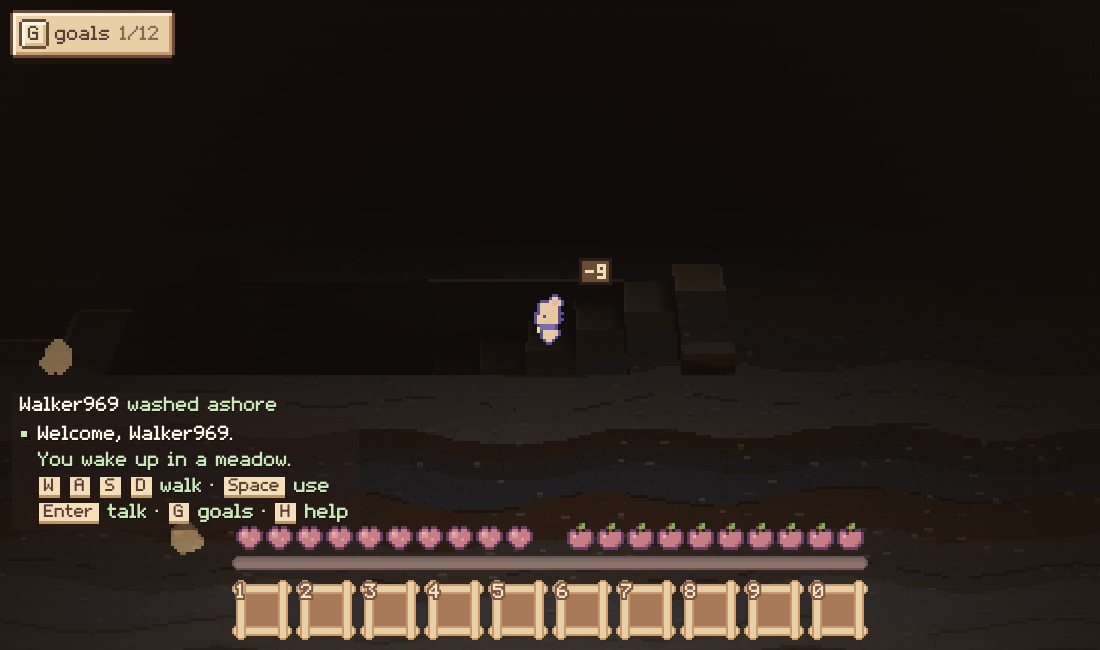 G goals 1/12
-9
Walker969 washed ashore
Welcome, Walker969.
You wake up in a meadow.
W A S D walk · Space use
Enter talk · G goals · H help
1 2 3 4 5 6 7 8 9 0